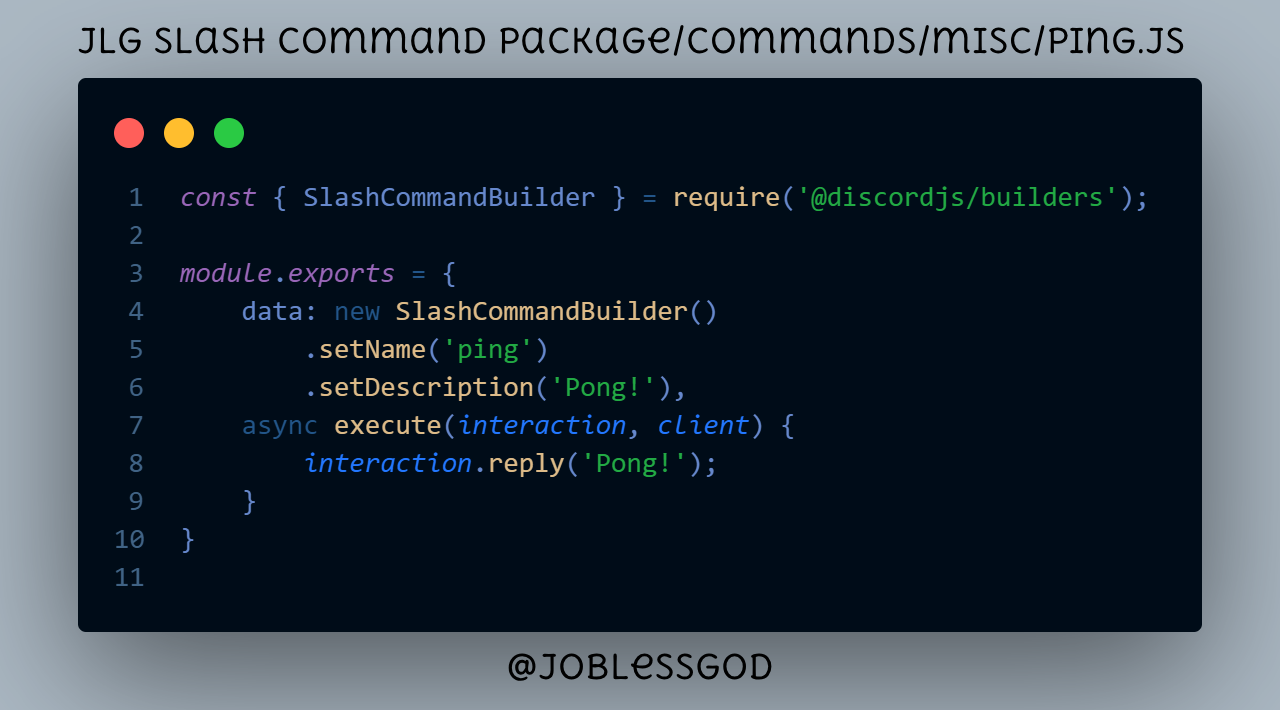 JLG Slash Command Package/commands/misc/ping.js
1 const { SlashCommandBuilder } = require('@discordjs/builders');
2
3 module.exports = {
4     data: new SlashCommandBuilder()
5         .setName('ping')
6         .setDescription('Pong!'),
7     async execute(interaction, client) {
8         interaction.reply('Pong!');
9     }
10 }
11
@JOBLESSGOD